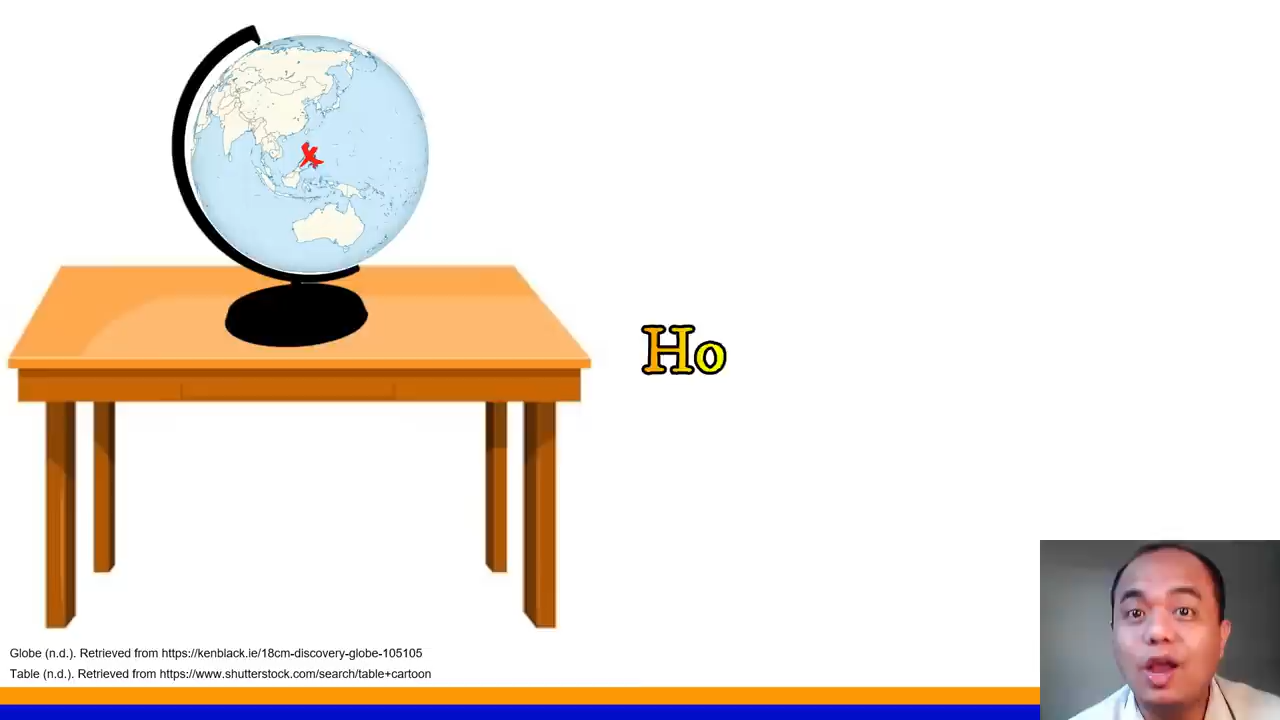 Ho
Globe (n.d.). Retrieved from https://kenblack.ie/18cm-discovery-globe-105105
Table (n.d.). Retrieved from https://www.shutterstock.com/search/table+cartoon